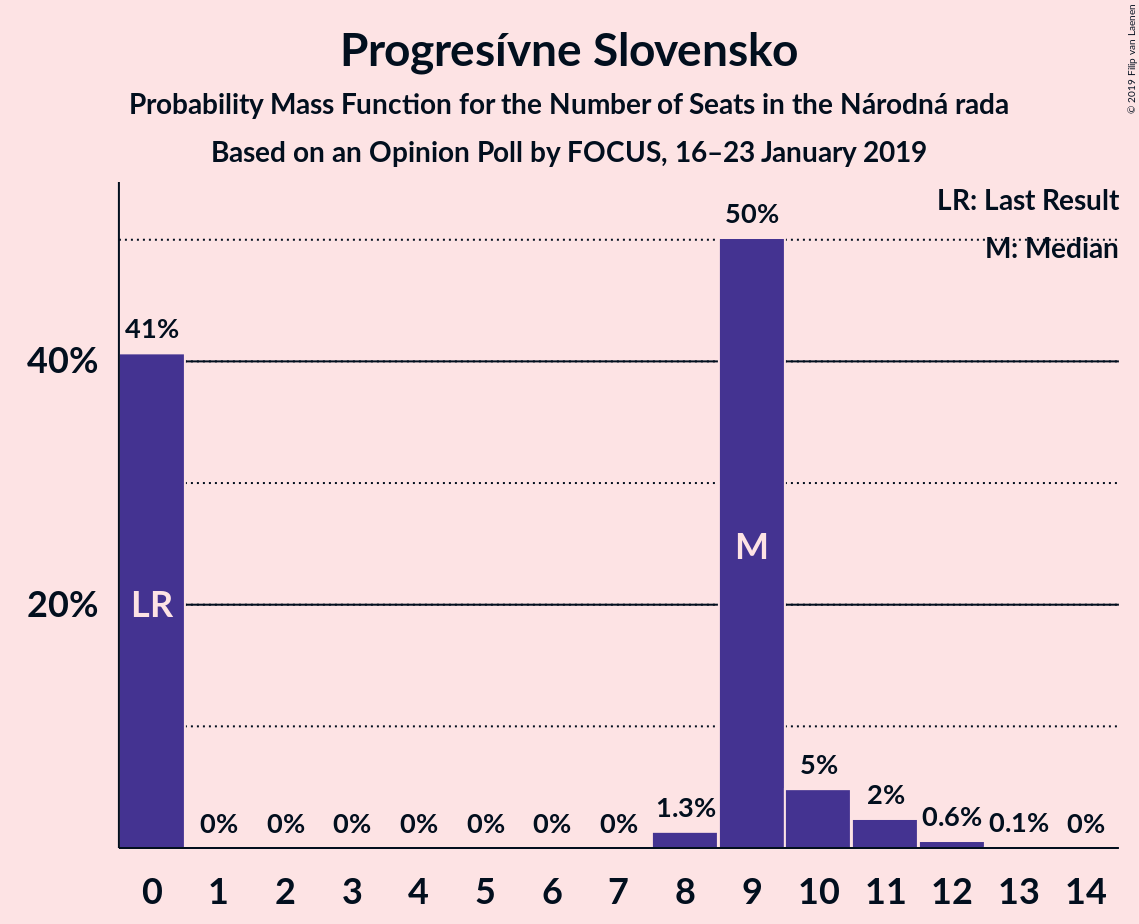 Progresívne Slovensko
Probability Mass Function for the Number of Seats in the Národná rada
Based on an Opinion Poll by FOCUS, 16–23 January 2019
© 2019 Filip van Laenen
LR: Last Result
M: Median
50%
41%
40%
M
LR
20%
0% 0% 0% 0% 0% 0% 0% 1.3% 5% 2% 0.6% 0.1% 0%
0 1 2 3 4 5 6 7 8 9 10 11 12 13 14